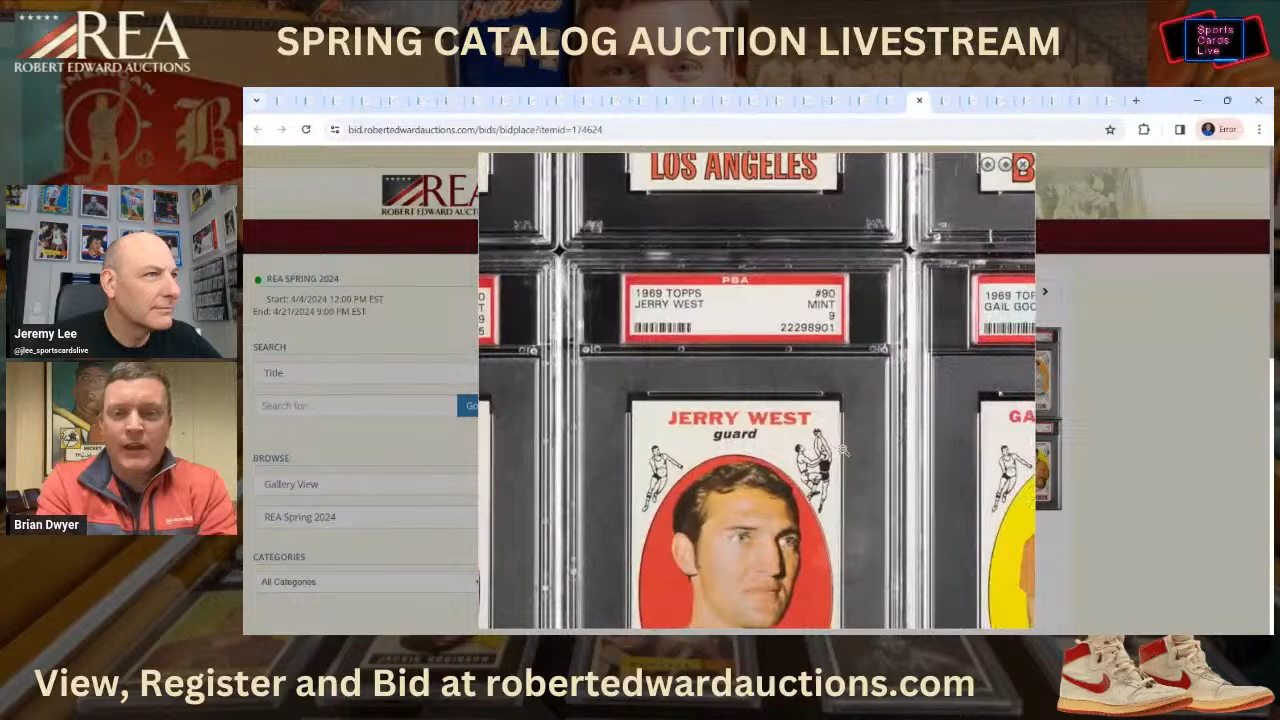 REA
ROBERT EDWARD AUCTIONS
SPRING CATALOG AUCTION LIVESTREAM
Sports
Cards
Live
bid.robertedwardauctions.com/bids/bidplace?itemid=174624
Error
REA
ROBERT EDWARD AUCT
LOS ANGELES
B
REA SPRING 2024
Start: 4/4/2024 12:00 PM EST
End: 4/21/2024 9:00 PM EST
SEARCH
Title
Search for...
Go
BROWSE
Gallery View
REA Spring 2024
CATEGORIES
All Categories
PSA
1969 TOPPS #90
JERRY WEST MINT
9
22298901
1969 TOP
GAIL GOO
JERRY WEST
guard
GA
Jeremy Lee
@jlee_sportscardslive
Brian Dwyer
View, Register and Bid at robertedwardauctions.com